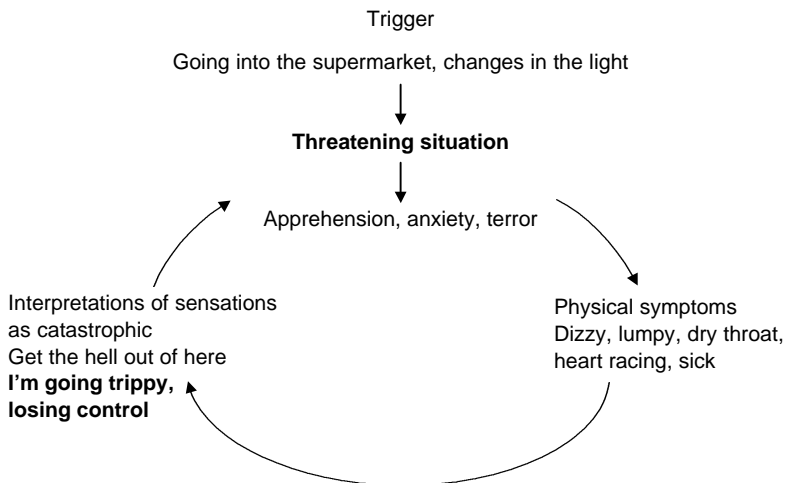 Trigger
Going into the supermarket, changes in the light
Threatening situation
Apprehension, anxiety, terror
Interpretations of sensations
as catastrophic
Get the hell out of here
I'm going trippy,
losing control
Physical symptoms
Dizzy, lumpy, dry throat,
heart racing, sick